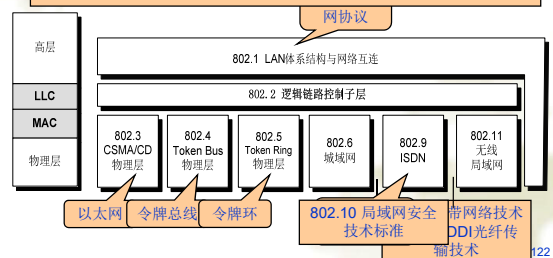 网协议
高层
LLC
MAC
物理层
802.1 LAN体系结构与网络互连
802.2 逻辑链路控制子层
802.3
CSMA/CD
物理层
802.4
Token Bus
物理层
802.5
Token Ring
物理层
802.6
城域网
802.9
ISDN
802.11
无线
局域网
以太网
令牌总线
令牌环
802.10 局域网安全
技术标准
带网络技术
DDI光纤传
输技术
122